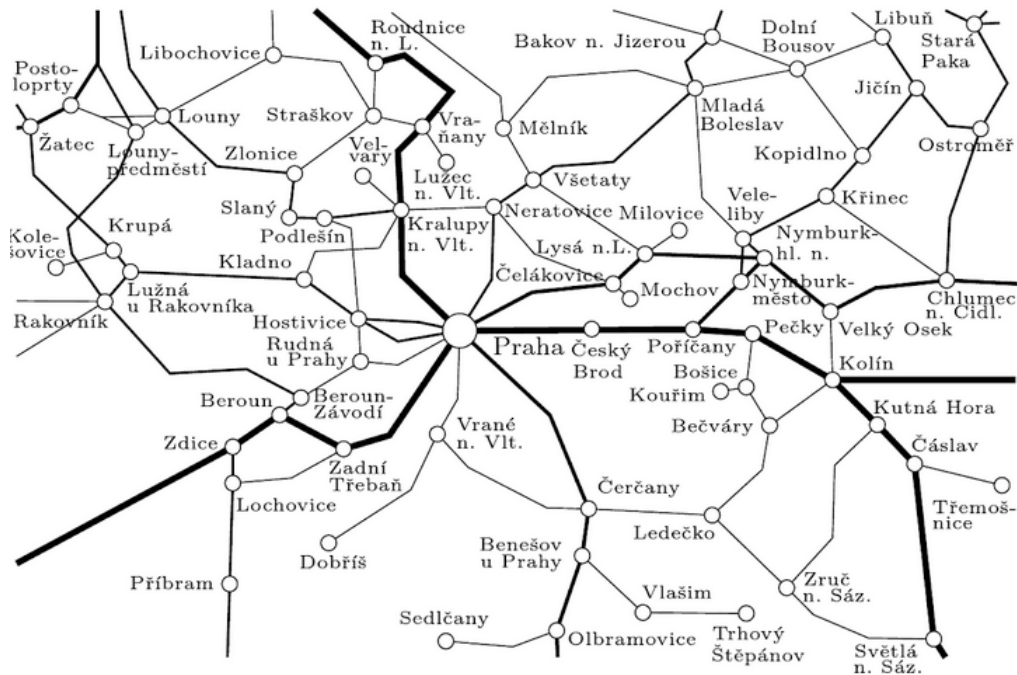 Roudnice
n. L.
Libochovice
Bakov n. Jizerou
Dolní
Bousov
Libuň
Stará
Paka
Posto-
loprty
Louny
Straškov
Vra-
ňany
Mělník
Mladá
Boleslav
Jičín
Žatec
Louny-
předměstí
Zlonice
Vel-
vary
Lužec
n. Vlt.
Všetaty
Kopidlno
Ostroměř
Krupá
Slaný
Podlešín
Kralupy
n. Vlt.
Neratovice
Milovice
Vele-
liby
Křinec
Kole-
šovice
Kladno
Lysá n.L.
Nymburk-
hl. n.
Lužná
u Rakovníka
Čelákovice
Mochov
Nymburk-
město
Chlumec
n. Cidl.
Rakovník
Hostivice
Rudná
u Prahy
Praha
Český
Brod
Poříčany
Pečky
Velký Osek
Bošice
Kolín
Beroun
Beroun-
Závodí
Kouřim
Kutná Hora
Zdice
Zadní
Třebaň
Vrané
n. Vlt.
Bečváry
Čáslav
Lochovice
Čerčany
Ledečko
Třemoš-
nice
Dobříš
Benešov
u Prahy
Příbram
Vlašim
Zruč
n. Sáz.
Sedlčany
Olbramovice
Trhový
Štěpánov
Světlá
n. Sáz.